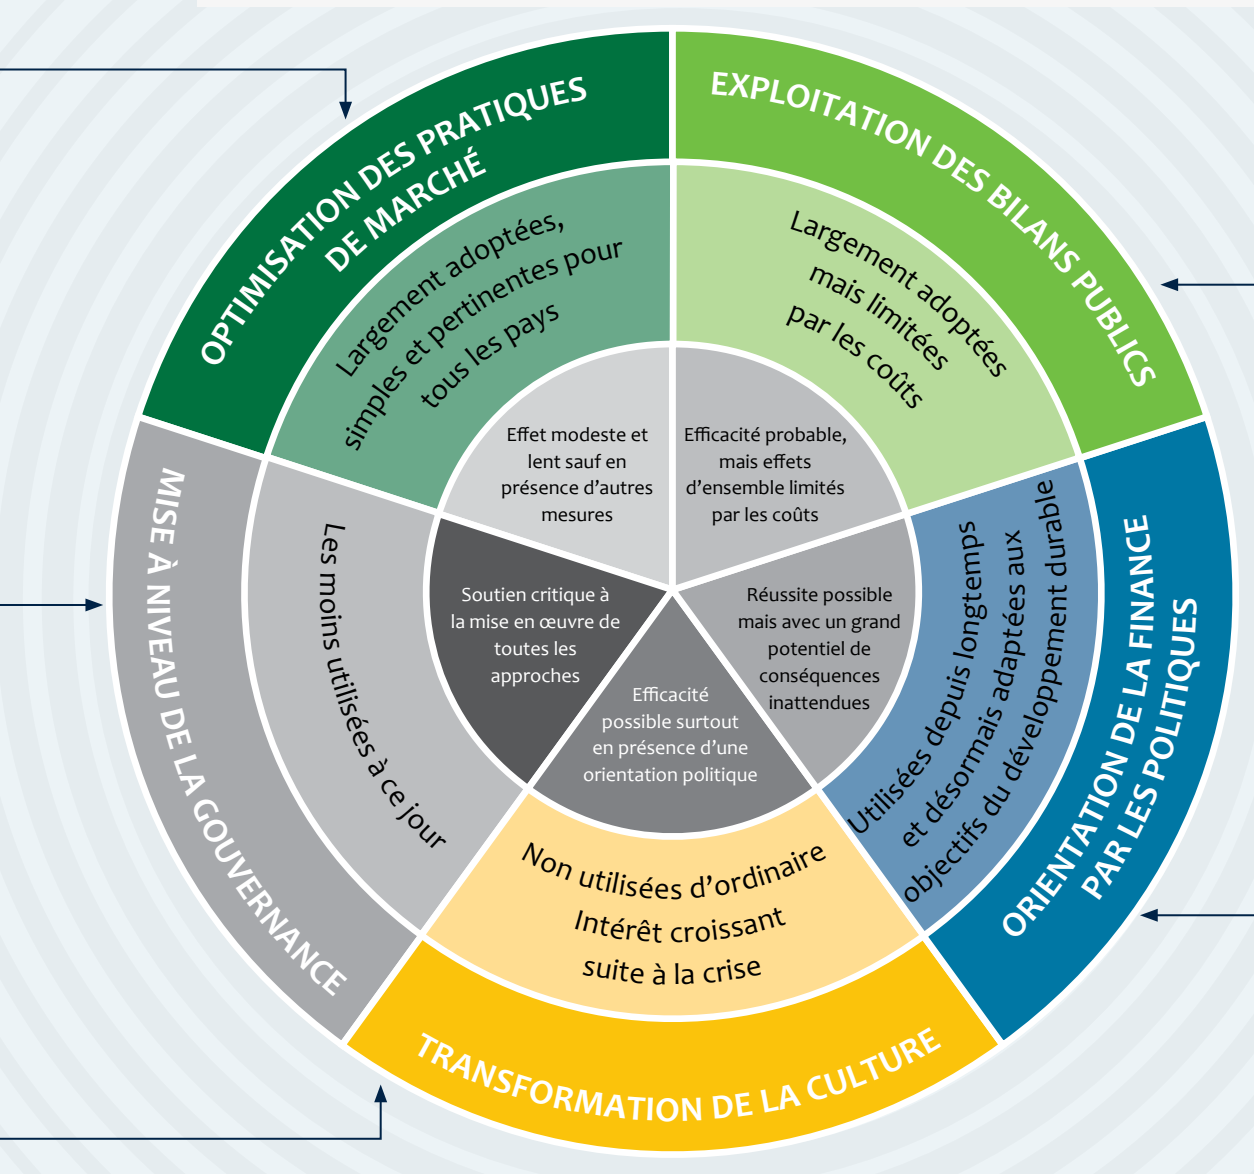 OPTIMISATION DES PRATIQUES
DE MARCHÉ
Largement adoptées,
simples et pertinentes pour
tous les pays
Effet modeste et
lent sauf en
présence d'autres
mesures
EXPLOITATION DES BILANS PUBLICS
Largement adoptées
mais limitées
par les coûts
Efficacité probable,
mais effets
d'ensemble limités
par les coûts
ORIENTATION DE LA FINANCE
PAR LES POLITIQUES
Utilisées depuis longtemps
et désormais adaptées aux
objectifs du développement durable
Réussite possible
mais avec un grand
potentiel de
conséquences
inattendues
TRANSFORMATION DE LA CULTURE
Non utilisées d'ordinaire
Intérêt croissant
suite à la crise
Efficacité
possible surtout
en présence d'une
orientation politique
MISE À NIVEAU DE LA GOUVERNANCE
Les moins utilisées à ce jour
Soutien critique à
la mise en œuvre de
toutes les
approches